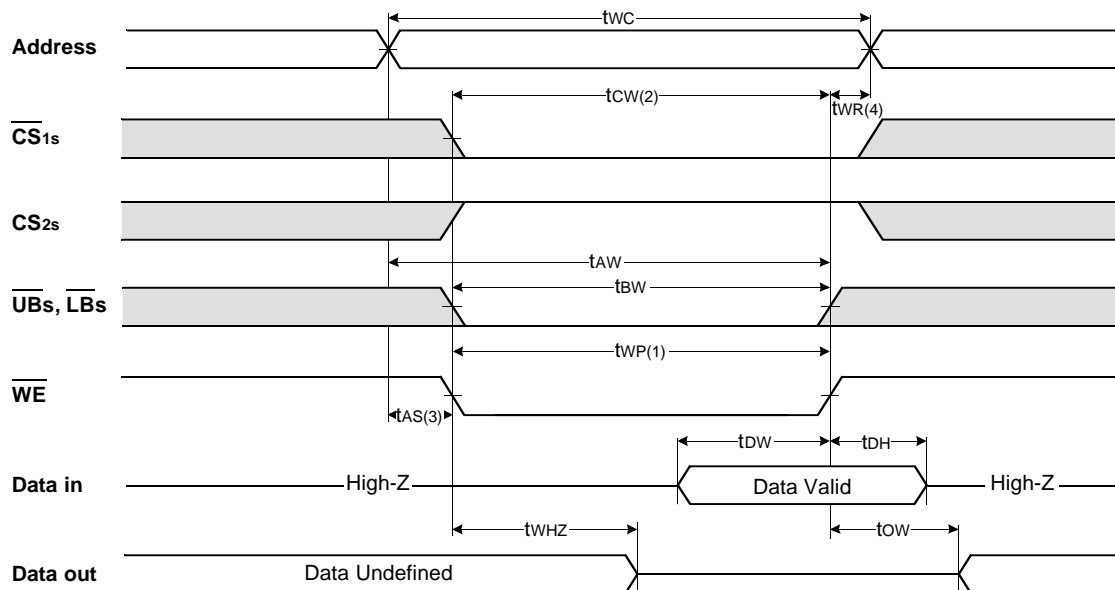 tWC
Address
tCW(2)
tWR(4)
CS1s
CS2s
tAW
UBs, LBs
tBW
tWP(1)
WE
tAS(3)
tDW
tDH
Data in
High-Z
Data Valid
High-Z
tWHZ
tOW
Data out
Data Undefined